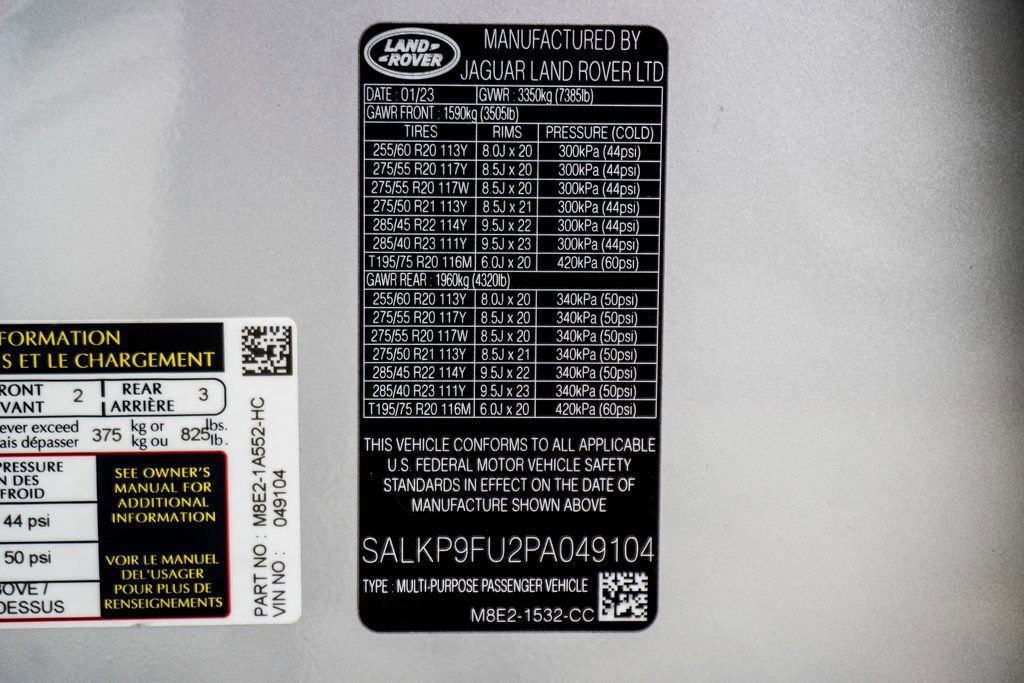 LAND
ROVER
MANUFACTURED BY
JAGUAR LAND ROVER LTD
DATE : 01/23 GVWR : 3350kg (7385lb)
GAWR FRONT : 1590kg (3505lb)
TIRES RIMS PRESSURE (COLD)
255/60 R20 113Y 8.0J x 20 300kPa (44psi)
275/55 R20 117Y 8.5J x 20 300kPa (44psi)
275/55 R20 117W 8.5J x 20 300kPa (44psi)
275/50 R21 113Y 8.5J x 21 300kPa (44psi)
285/45 R22 114Y 9.5J x 22 300kPa (44psi)
285/40 R23 111Y 9.5J x 23 300kPa (44psi)
T195/75 R20 116M 6.0J x 20 420kPa (60psi)
GAWR REAR : 1960kg (4320lb)
255/60 R20 113Y 8.0J x 20 340kPa (50psi)
275/55 R20 117Y 8.5J x 20 340kPa (50psi)
275/55 R20 117W 8.5J x 20 340kPa (50psi)
275/50 R21 113Y 8.5J x 21 340kPa (50psi)
285/45 R22 114Y 9.5J x 22 340kPa (50psi)
285/40 R23 111Y 9.5J x 23 340kPa (50psi)
T195/75 R20 116M 6.0J x 20 420kPa (60psi)
THIS VEHICLE CONFORMS TO ALL APPLICABLE
U.S. FEDERAL MOTOR VEHICLE SAFETY
STANDARDS IN EFFECT ON THE DATE OF
MANUFACTURE SHOWN ABOVE
SALKP9FU2PA049104
TYPE : MULTI-PURPOSE PASSENGER VEHICLE
M8E2-1532-CC
FORMATION
S ET LE CHARGEMENT
RONT 2 REAR 3
VANT ARRIÈRE
ever exceed 375 kg or 825 lbs.
ais dépasser kg ou lb.
PRESSURE
N DES
FROID
44 psi
50 psi
OVE /
DESSUS
SEE OWNER'S
MANUAL FOR
ADDITIONAL
INFORMATION
VOIR LE MANUEL
DEL'USAGER
POUR PLUS DE
RENSEIGNEMENTS
PART NO : M8E2-1A552-HC
VIN NO : 049104